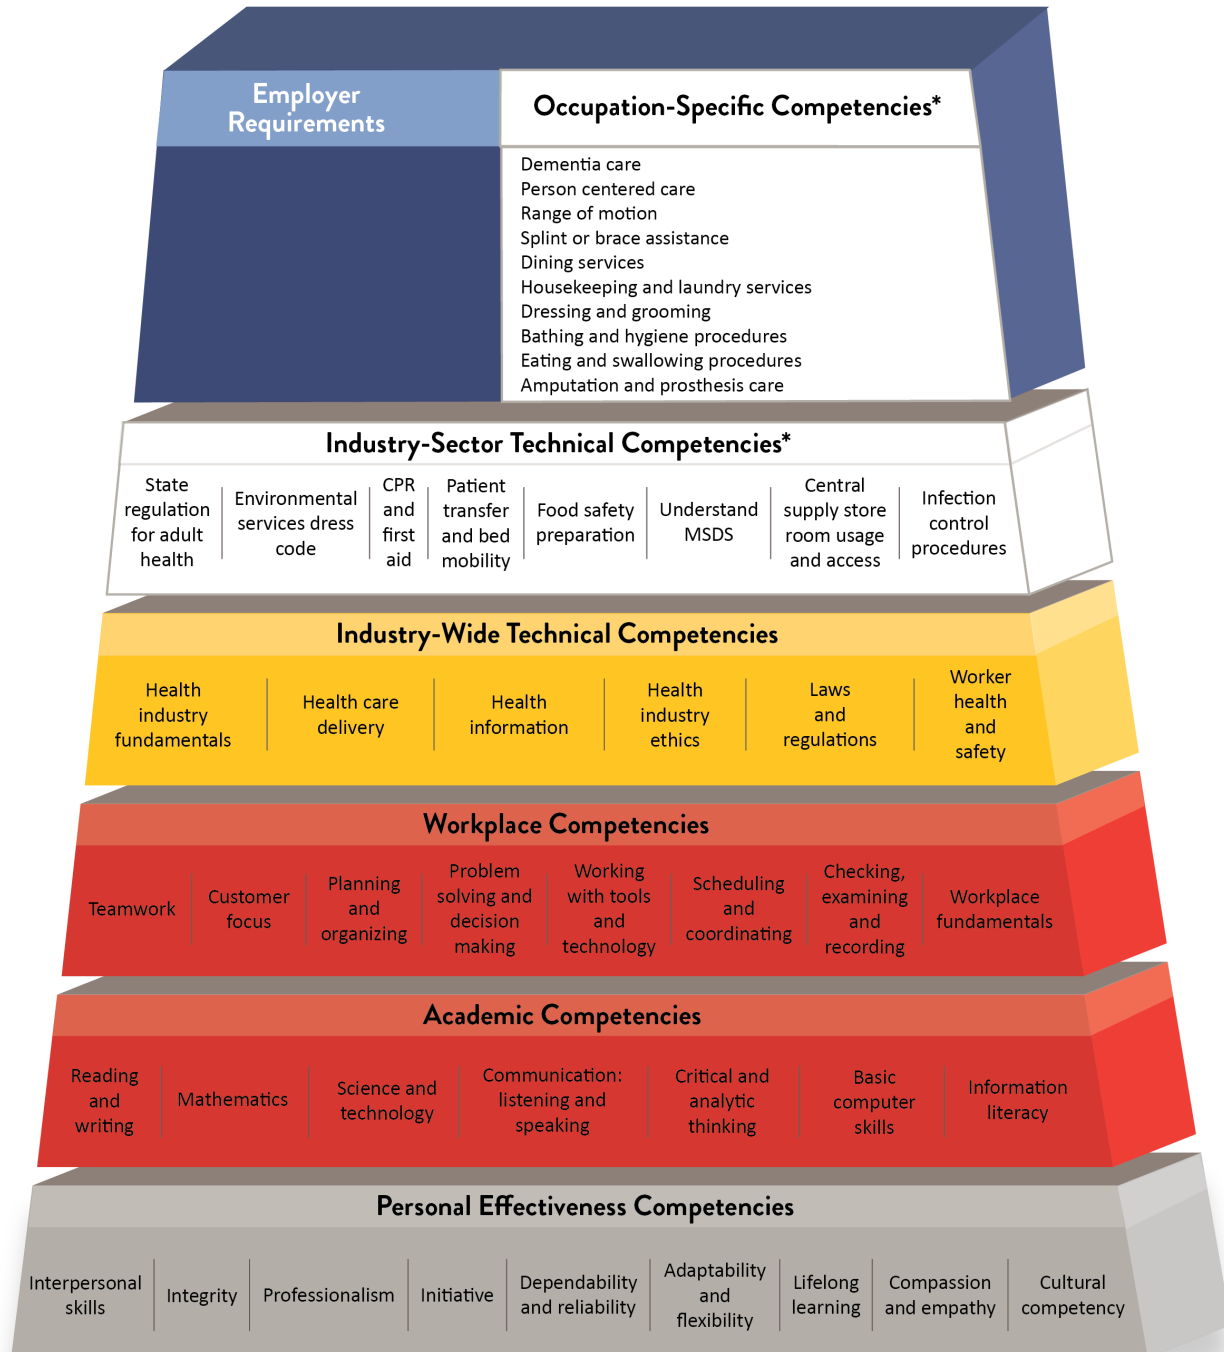 Employer
Requirements
Occupation-Specific Competencies*
Dementia care
Person centered care
Range of motion
Splint or brace assistance
Dining services
Housekeeping and laundry services
Dressing and grooming
Bathing and hygiene procedures
Eating and swallowing procedures
Amputation and prosthesis care
Industry-Sector Technical Competencies*
State
regulation
for adult
health
Environmental
services dress
code
CPR
and
first
aid
Patient
transfer
and bed
mobility
Food safety
preparation
Understand
MSDS
Central
supply store
room usage
and access
Infection
control
procedures
Industry-Wide Technical Competencies
Health
industry
fundamentals
Health care
delivery
Health
information
Health
industry
ethics
Laws
and
regulations
Worker
health
and
safety
Workplace Competencies
Teamwork
Customer
focus
Planning
and
organizing
Problem
solving and
decision
making
Working
with tools
and
technology
Scheduling
and
coordinating
Checking,
examining
and
recording
Workplace
fundamentals
Academic Competencies
Reading
and
writing
Mathematics
Science and
technology
Communication:
listening and
speaking
Critical and
analytic
thinking
Basic
computer
skills
Information
literacy
Personal Effectiveness Competencies
Interpersonal
skills
Integrity
Professionalism
Initiative
Dependability
and reliability
Adaptability
and
flexibility
Lifelong
learning
Compassion
and empathy
Cultural
competency